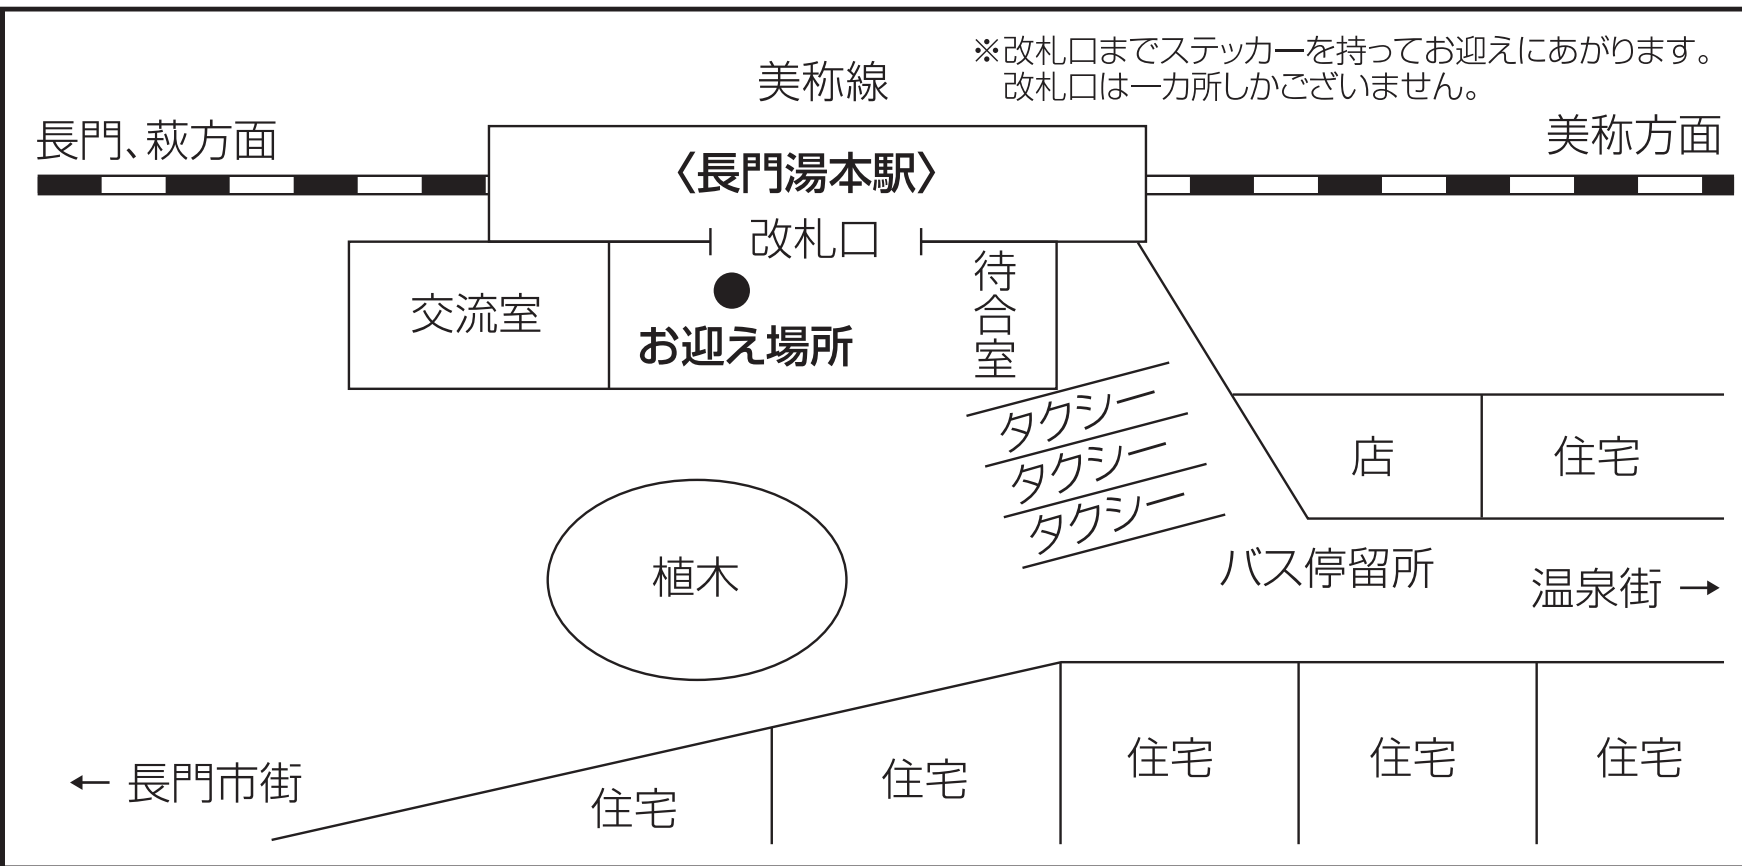 ※改札口までステッカーを持ってお迎えにあがります。
改札口は一カ所しかございません。
美称線
長門、萩方面
美称方面
〈長門湯本駅〉
改札口
待合室
交流室
お迎え場所
タクシー
タクシー
タクシー
店
住宅
植木
バス停留所
温泉街→
←長門市街
住宅
住宅
住宅
住宅
住宅